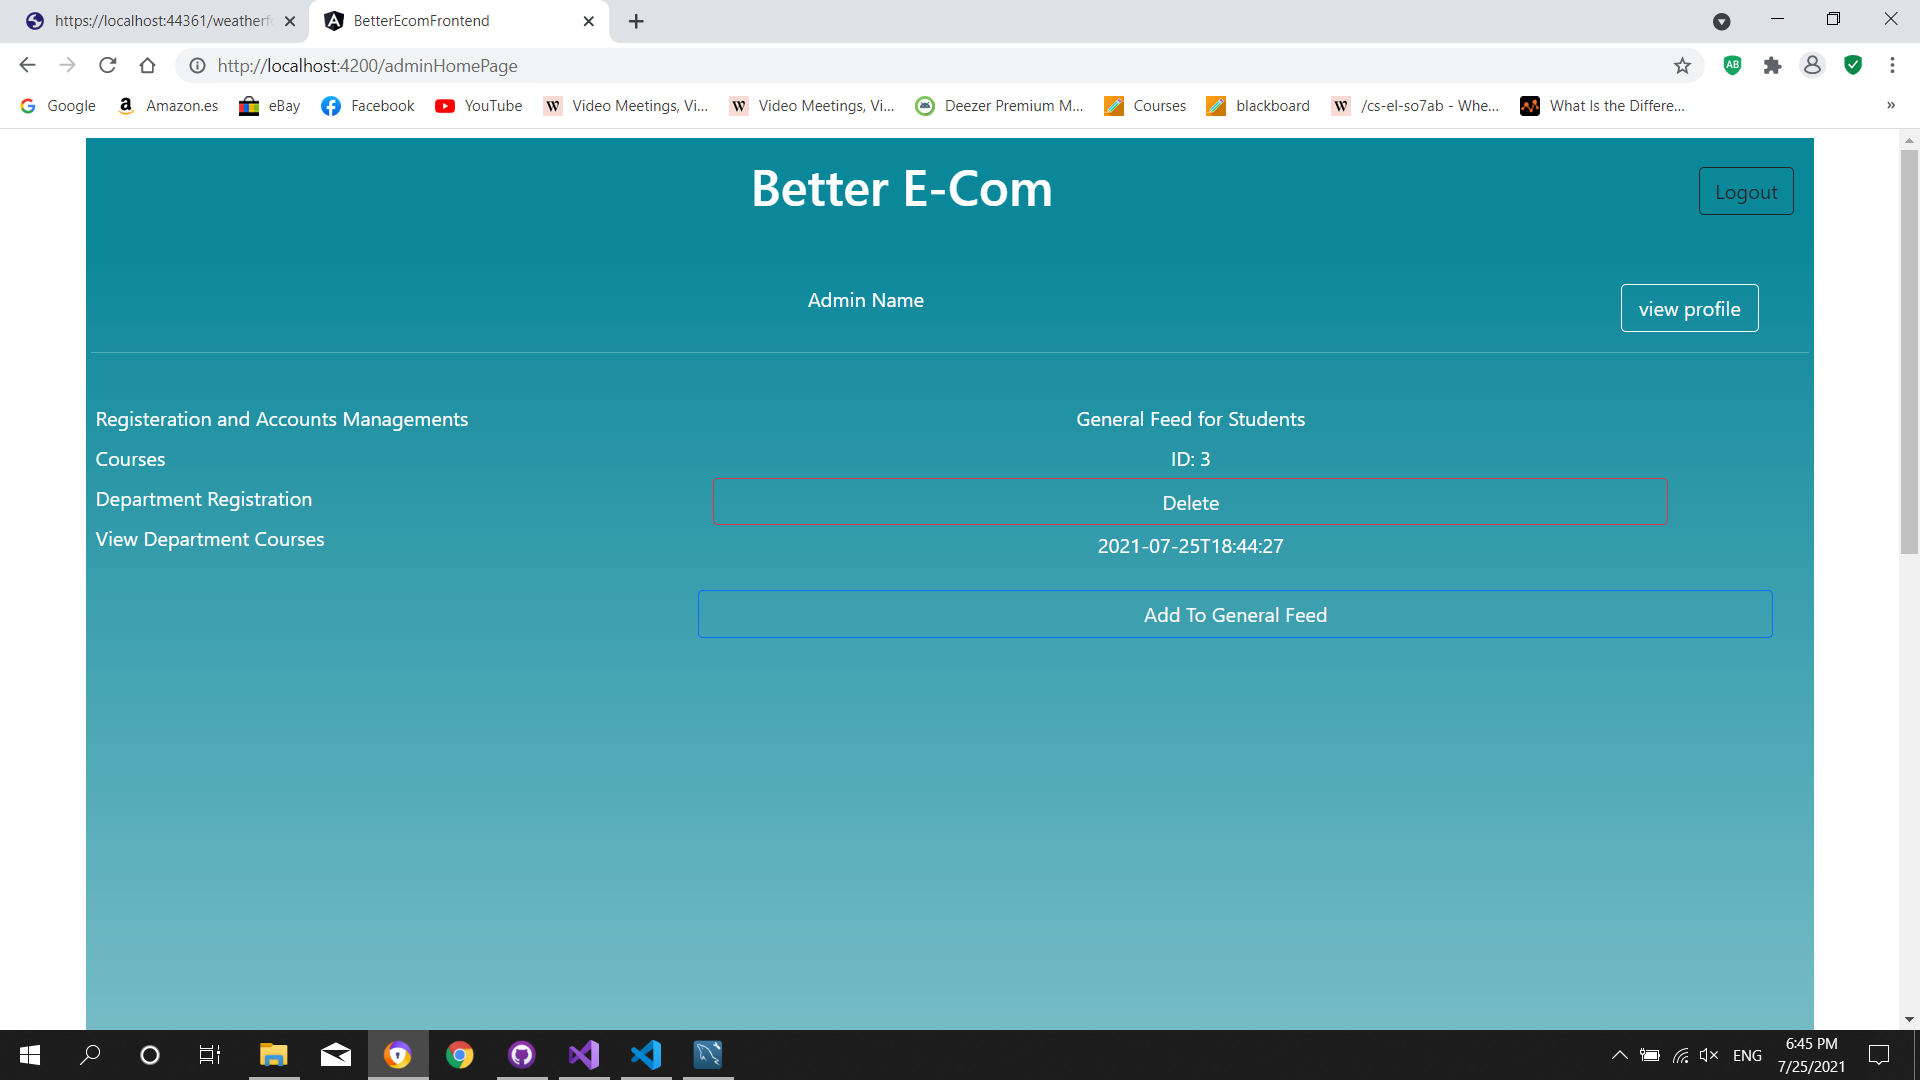 https://localhost:44361/weatherf
BetterEcomFrontend
http://localhost:4200/adminHomePage
AB
Google
Amazon.es
eBay
Facebook
YouTube
Video Meetings, Vi...
Video Meetings, Vi...
Deezer Premium M...
Courses
blackboard
/cs-el-so7ab - Whe...
What Is the Differe...
»
Better E-Com
Logout
Admin Name
view profile
Registeration and Accounts Managements
Courses
Department Registration
View Department Courses
General Feed for Students
ID: 3
Delete
2021-07-25T18:44:27
Add To General Feed
ENG
6:45 PM
7/25/2021